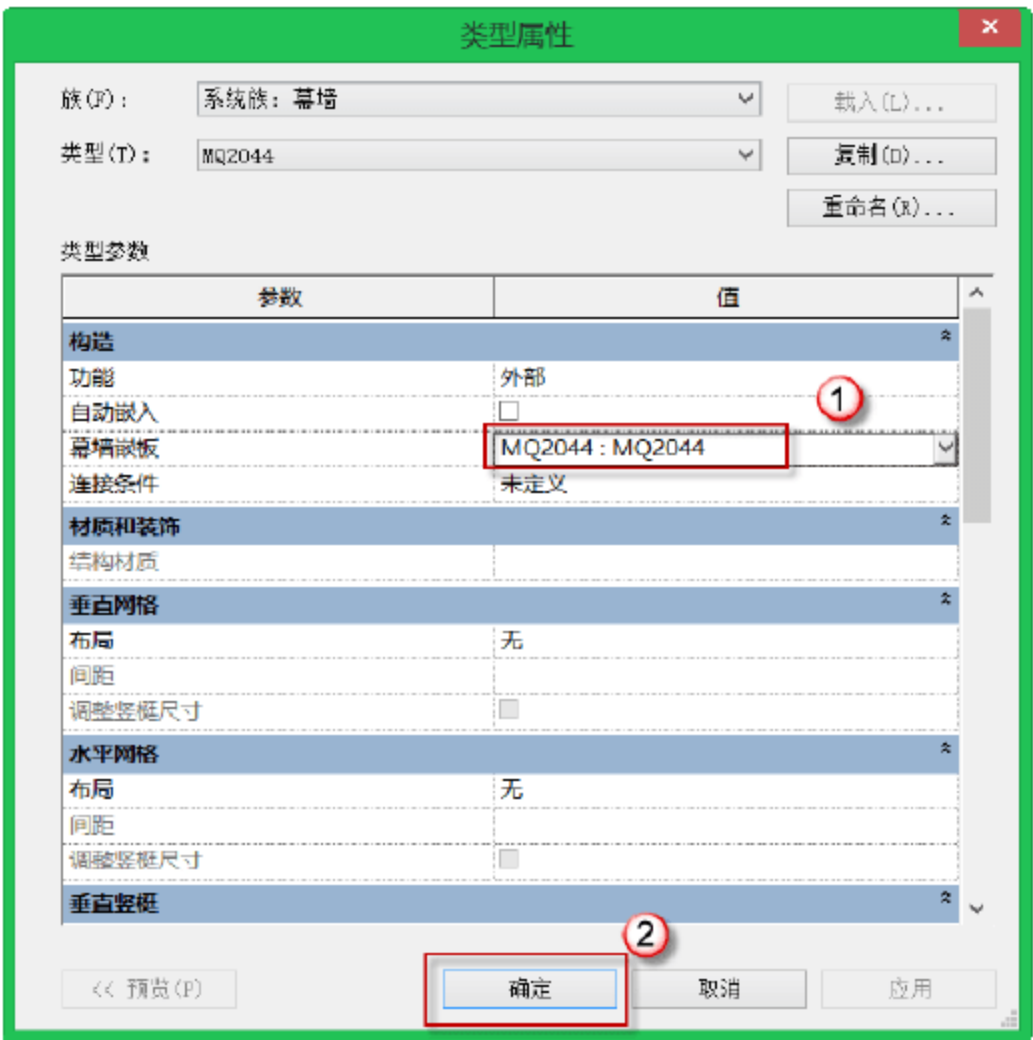 类型属性
族(F): 系统族: 幕墙 载入(L)...
类型(T): MQ2044 复制(D)...
重命名(R)...
类型参数
参数 值
构造
功能 外部
自动嵌入
1
幕墙嵌板 MQ2044 : MQ2044
连接条件 未定义
材质和装饰
结构材质
垂直网格
布局 无
间距
调整竖梃尺寸
水平网格
布局 无
间距
调整竖梃尺寸
垂直竖梃
2
<< 预览(P) 确定 取消 应用